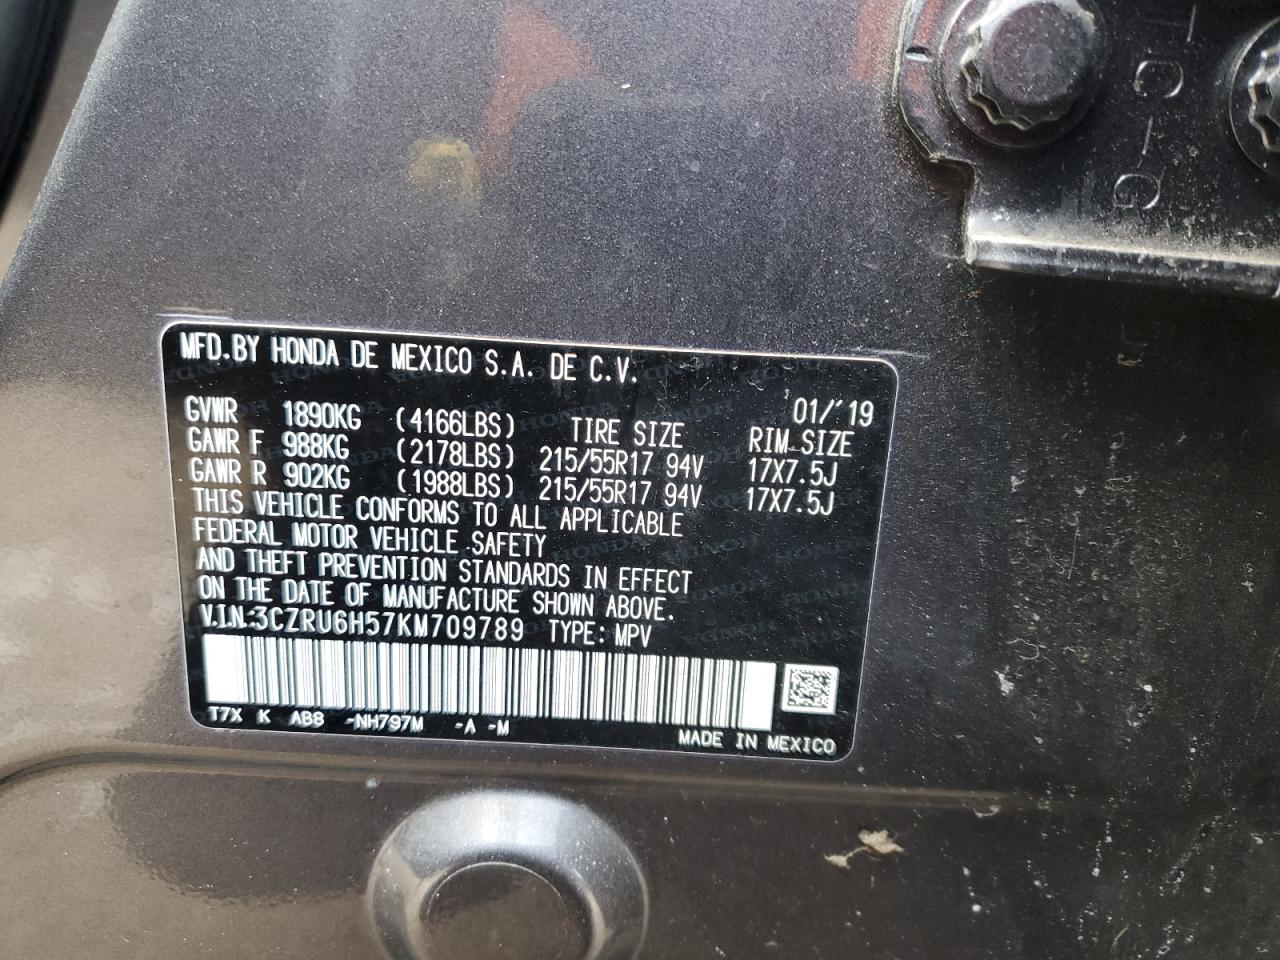 MFD.BY HONDA DE MEXICO S.A. DE C.V.
01/'19
GVWR 1890KG (4166LBS) TIRE SIZE RIM SIZE
GAWR F 988KG (2178LBS) 215/55R17 94V 17X7.5J
GAWR R 902KG (1988LBS) 215/55R17 94V 17X7.5J
THIS VEHICLE CONFORMS TO ALL APPLICABLE
FEDERAL MOTOR VEHICLE SAFETY
AND THEFT PREVENTION STANDARDS IN EFFECT
ON THE DATE OF MANUFACTURE SHOWN ABOVE.
V.I.N:3CZRU6H57KM709789 TYPE: MPV
T7X K AB8 -NH797M -A -M
MADE IN MEXICO